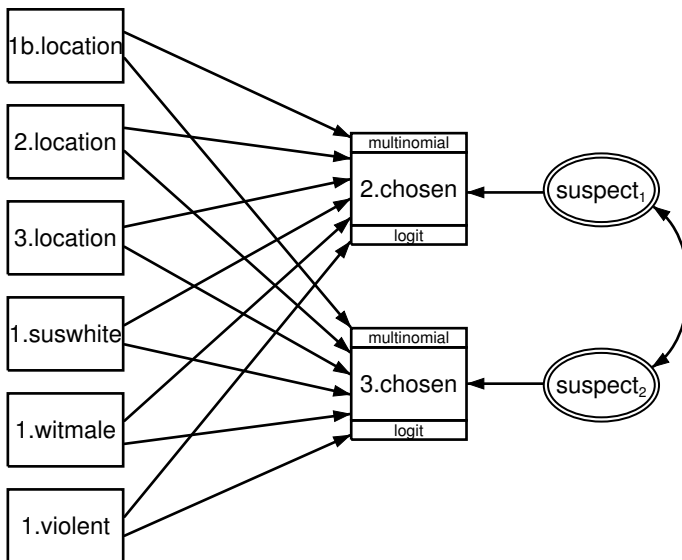 1b.location
2.location
3.location
1.suswhite
1.witmale
1.violent
multinomial
2.chosen
logit
multinomial
3.chosen
logit
suspect₁
suspect₂